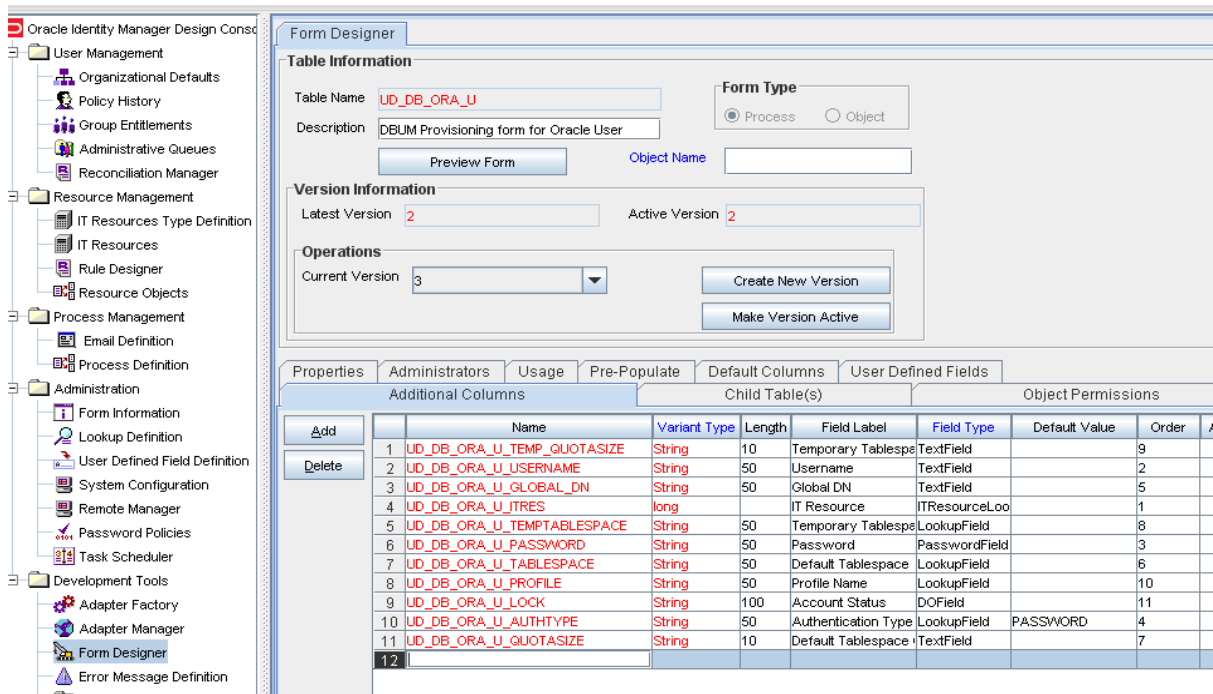 Oracle Identity Manager Design Consc
User Management
Organizational Defaults
Policy History
Group Entitlements
Administrative Queues
Reconciliation Manager
Resource Management
IT Resources Type Definition
IT Resources
Rule Designer
Resource Objects
Process Management
Email Definition
Process Definition
Administration
Form Information
Lookup Definition
User Defined Field Definition
System Configuration
Remote Manager
Password Policies
Task Scheduler
Development Tools
Adapter Factory
Adapter Manager
Form Designer
Error Message Definition
Form Designer
Table Information
Table Name UD_DB_ORA_U
Form Type
Process Object
Description DBUM Provisioning form for Oracle User
Preview Form Object Name
Version Information
Latest Version 2 Active Version 2
Operations
Current Version 3 Create New Version
Make Version Active
Properties Administrators Usage Pre-Populate Default Columns User Defined Fields
Additional Columns Child Table(s) Object Permissions
Add
Delete
Name Variant Type Length Field Label Field Type Default Value Order
1 UD_DB_ORA_U_TEMP_QUOTASIZE String 10 Temporary Tablespa TextField 9
2 UD_DB_ORA_U_USERNAME String 50 Username TextField 2
3 UD_DB_ORA_U_GLOBAL_DN String 50 Global DN TextField 5
4 UD_DB_ORA_U_ITRES long IT Resource ITResourceLoo 1
5 UD_DB_ORA_U_TEMPTABLESPACE String 50 Temporary Tablespa LookupField 8
6 UD_DB_ORA_U_PASSWORD String 50 Password PasswordField 3
7 UD_DB_ORA_U_TABLESPACE String 50 Default Tablespace LookupField 6
8 UD_DB_ORA_U_PROFILE String 50 Profile Name LookupField 10
9 UD_DB_ORA_U_LOCK String 100 Account Status DOField 11
10 UD_DB_ORA_U_AUTHTYPE String 50 Authentication Type LookupField PASSWORD 4
11 UD_DB_ORA_U_QUOTASIZE String 10 Default Tablespace TextField 7
12